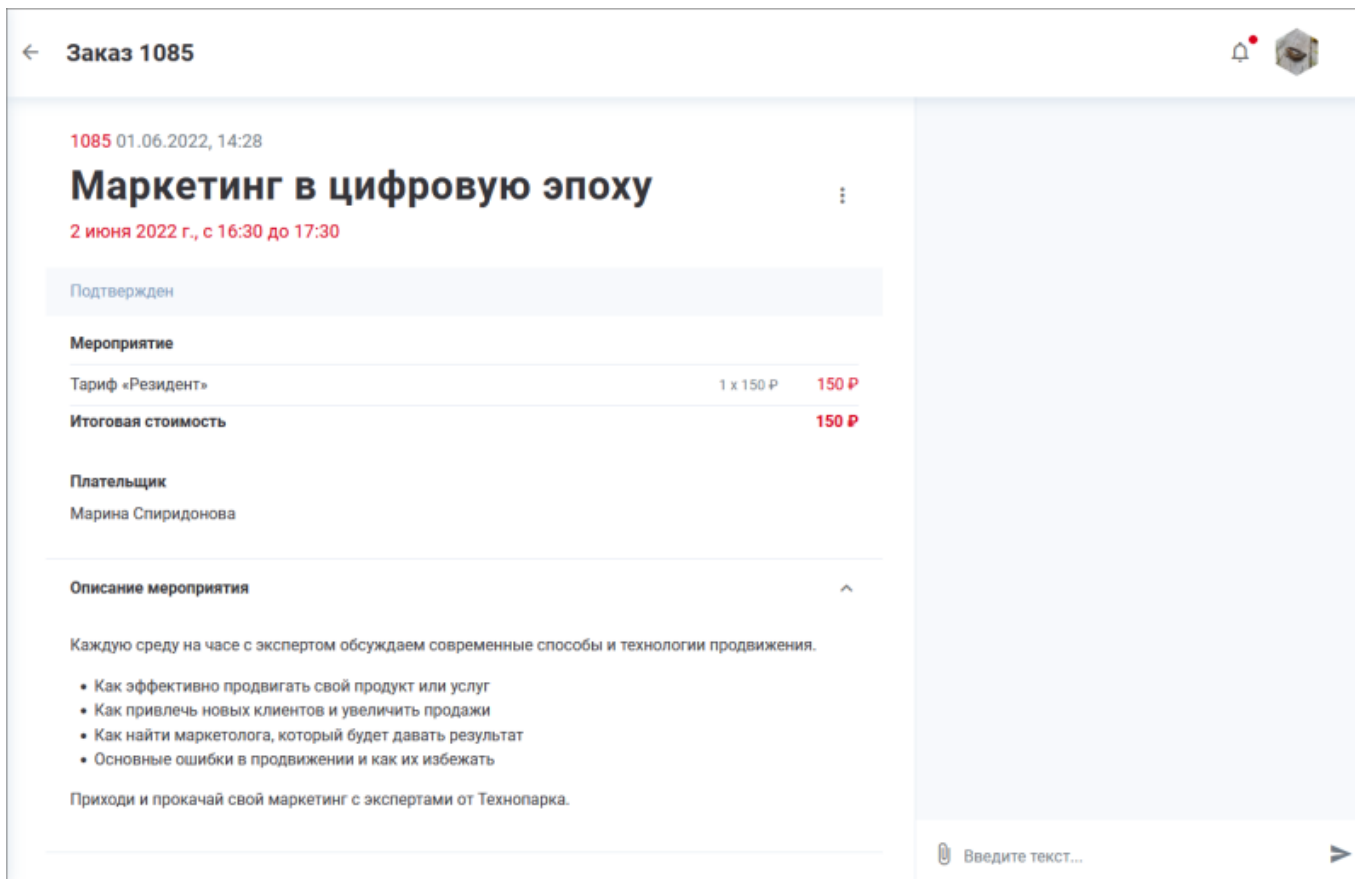 Заказ 1085
1085 01.06.2022, 14:28
Маркетинг в цифровую эпоху
2 июня 2022 г., с 16:30 до 17:30
Подтвержден
Мероприятие
Тариф «Резидент» 1 x 150 ₽ 150 ₽
Итоговая стоимость 150 ₽
Плательщик
Марина Спиридонова
Описание мероприятия
Каждую среду на часе с экспертом обсуждаем современные способы и технологии продвижения.
• Как эффективно продвигать свой продукт или услуг
• Как привлечь новых клиентов и увеличить продажи
• Как найти маркетолога, который будет давать результат
• Основные ошибки в продвижении и как их избежать
Приходи и прокачай свой маркетинг с экспертами от Технопарка.
Введите текст...